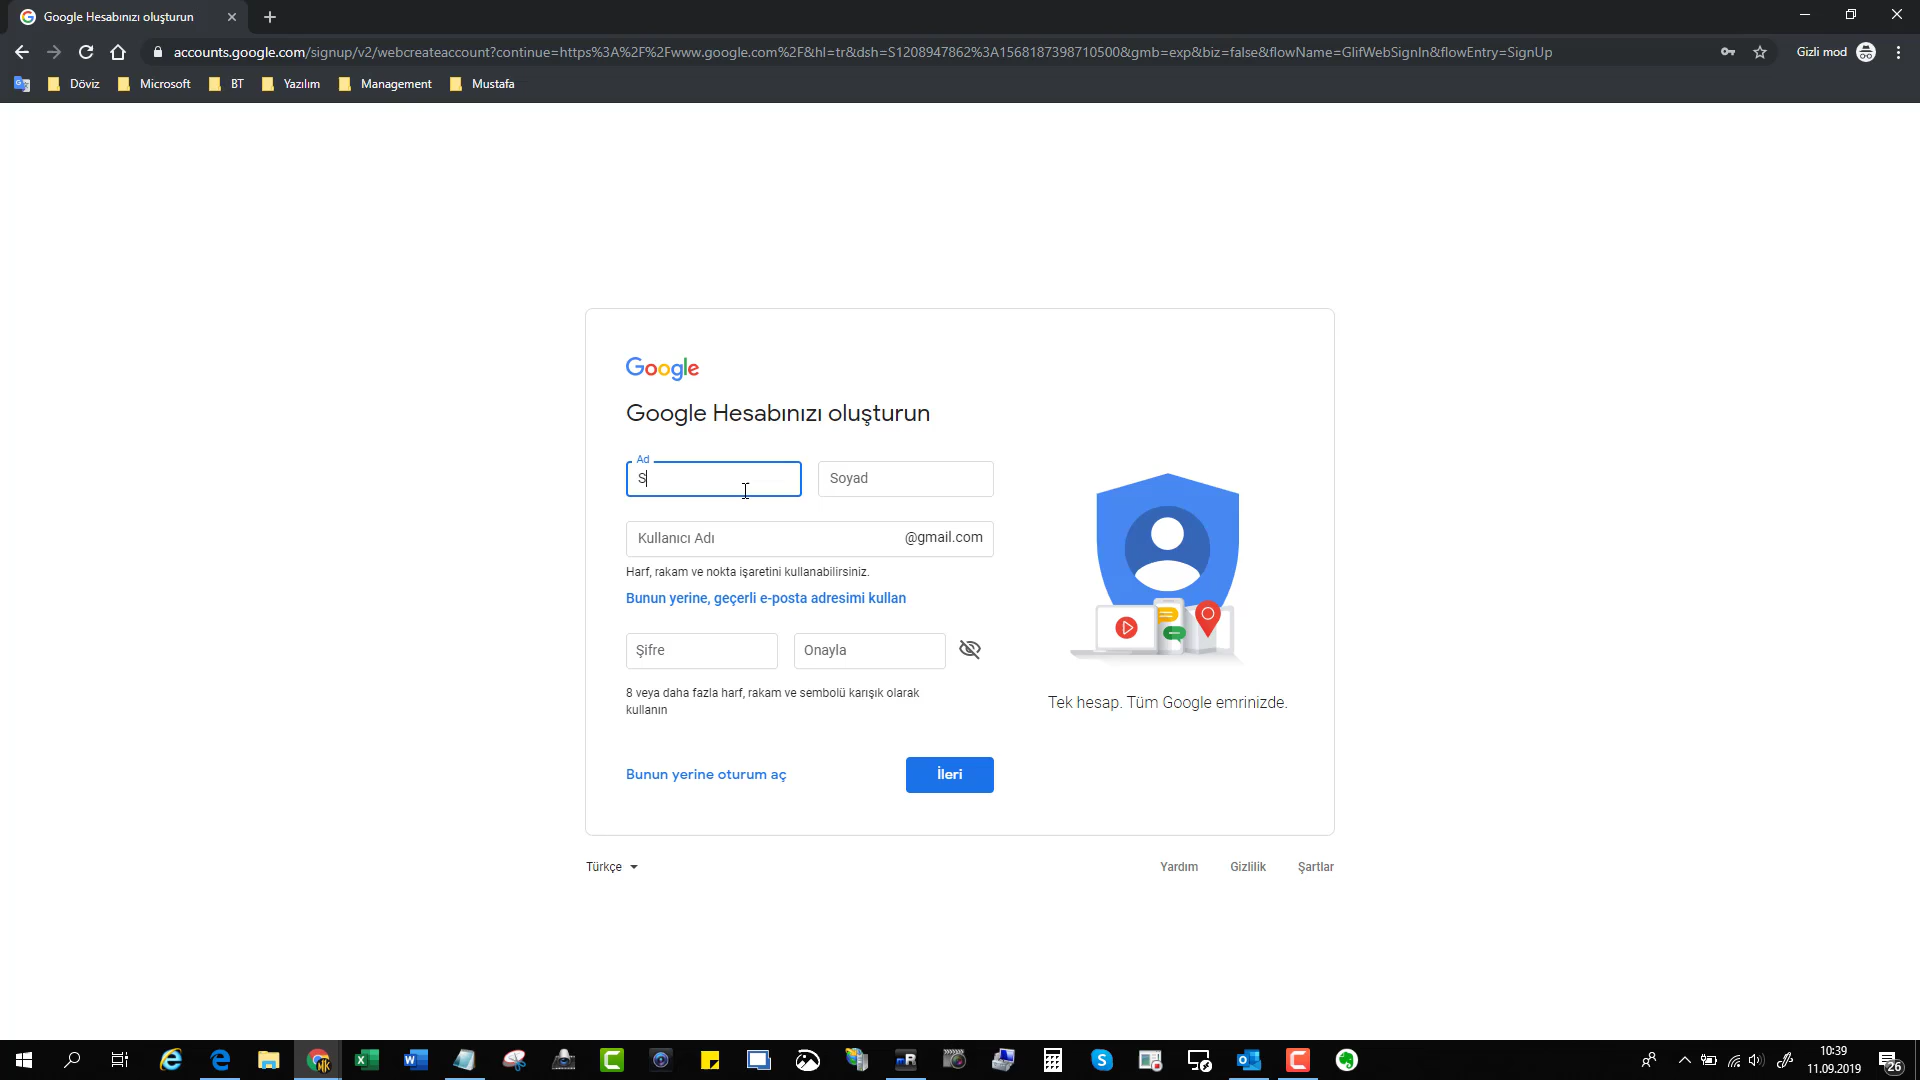 Google Hesabınızı oluşturun
accounts.google.com/signup/v2/webcreateaccount?continue=https%3A%2F%2Fwww.google.com%2F&hl=tr&dsh=S1208947862%3A1568187398710500&gmb=exp&biz=false&flowName=GlifWebSignIn&flowEntry=SignUp
Gizli mod
Döviz Microsoft BT Yazılım Management Mustafa
Google
Google Hesabınızı oluşturun
Ad
S
Soyad
Kullanıcı Adı @gmail.com
Harf, rakam ve nokta işaretini kullanabilirsiniz.
Bunun yerine, geçerli e-posta adresimi kullan
Şifre Onayla
8 veya daha fazla harf, rakam ve sembolü karışık olarak
kullanın
Bunun yerine oturum aç İleri
Tek hesap. Tüm Google emrinizde.
Türkçe Yardım Gizlilik Şartlar
10:39
11.09.2019
26